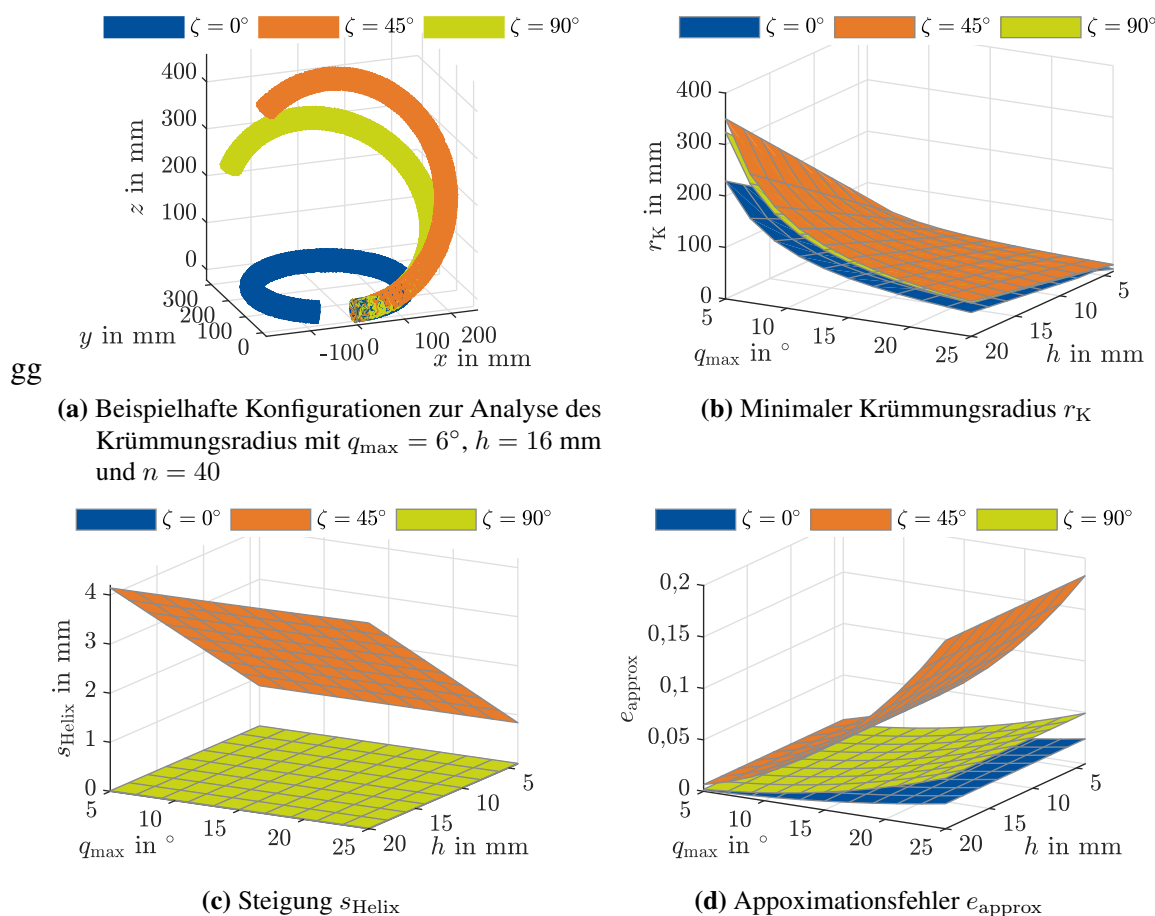 ζ = 0° ζ = 45° ζ = 90°
400
300
200
100
0
z in mm
300
200
100
0
y in mm
-100 0 100 200
x in mm
gg
(a) Beispielhafte Konfigurationen zur Analyse des
Krümmungsradius mit q_max = 6°, h = 16 mm
und n = 40
ζ = 0° ζ = 45° ζ = 90°
400
300
200
100
0
r_K in mm
5 10 15 20 25
q_max in °
20 15 10 5
h in mm
(b) Minimaler Krümmungsradius r_K
ζ = 0° ζ = 45° ζ = 90°
4
3
2
1
0
s_Helix in mm
5 10 15 20 25
q_max in °
20 15 10 5
h in mm
(c) Steigung s_Helix
ζ = 0° ζ = 45° ζ = 90°
0,2
0,15
0,1
0,05
0
e_approx
5 10 15 20 25
q_max in °
20 15 10 5
h in mm
(d) Appoximationsfehler e_approx